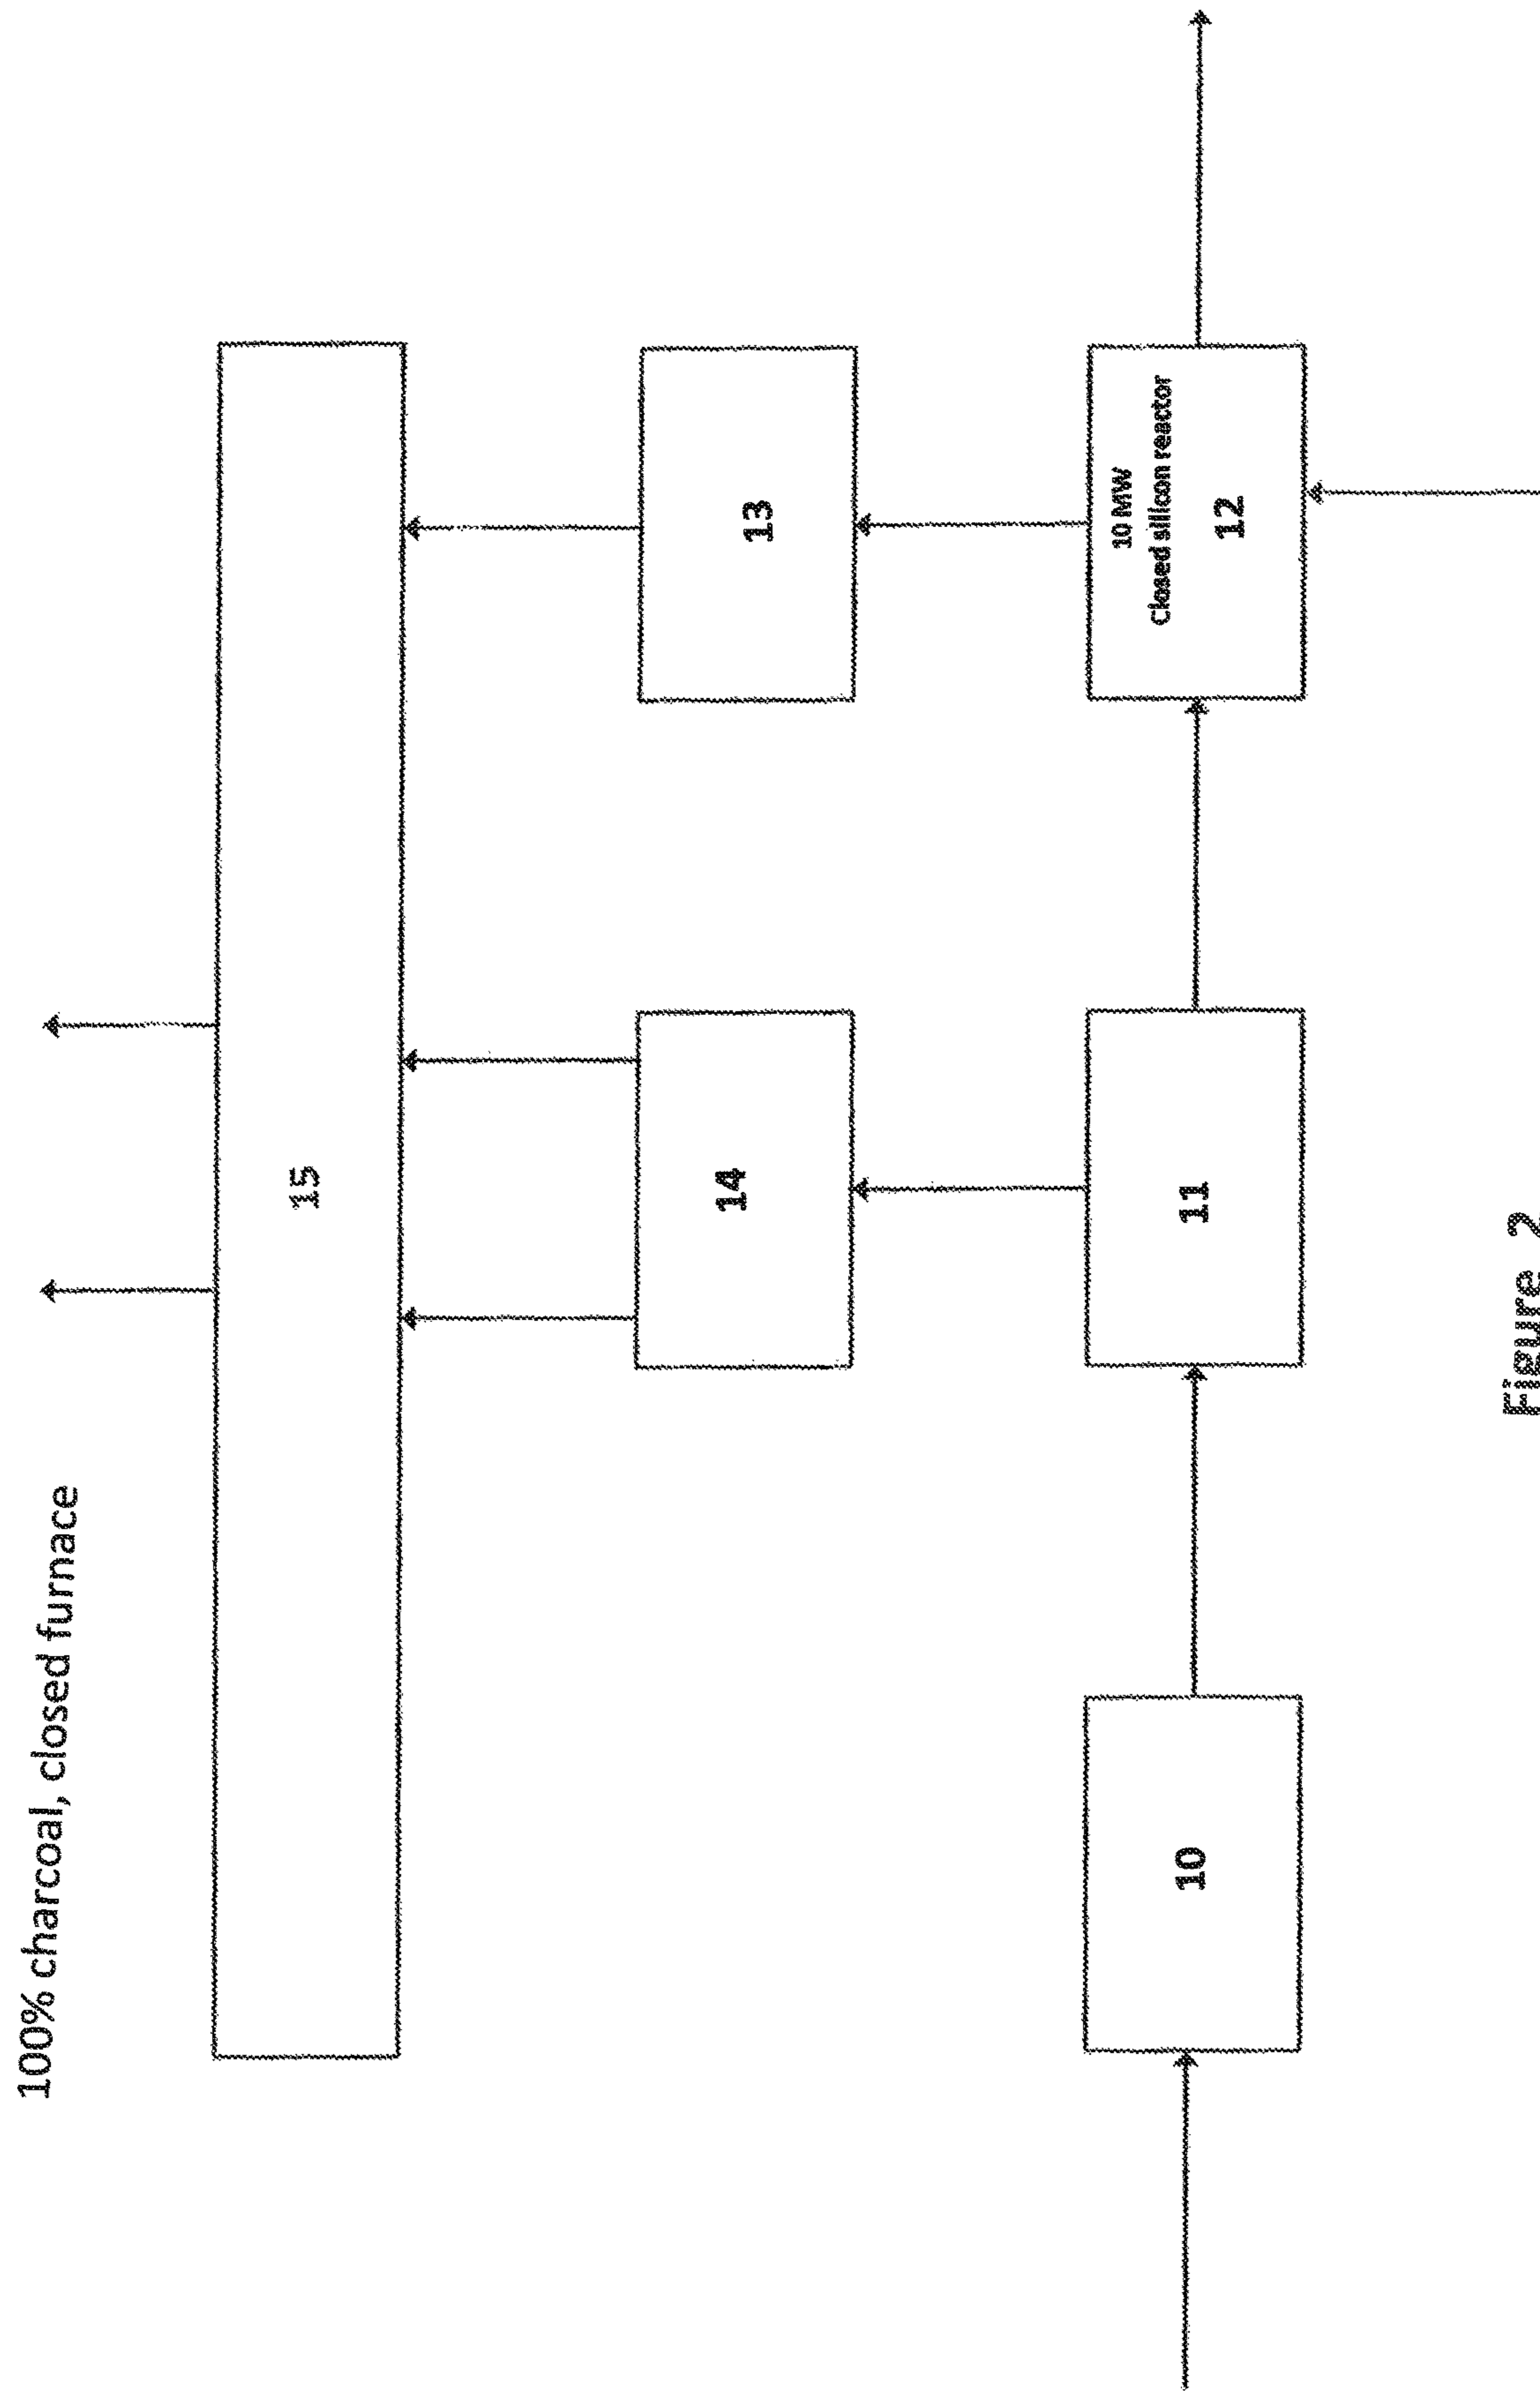 100% charcoal, closed furnace
15
14
13
10
11
10 MW
Closed silicon reactor
12
Figure 2